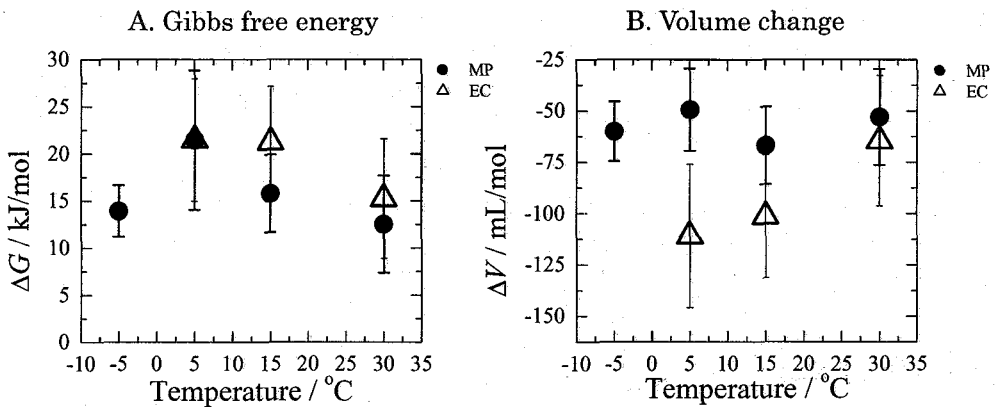 A. Gibbs free energy
30
25
20
15
10
5
0
ΔG / kJ/mol
-10 -5 0 5 10 15 20 25 30 35
Temperature / °C
MP
EC
B. Volume change
-25
-50
-75
-100
-125
-150
ΔV / mL/mol
-10 -5 0 5 10 15 20 25 30 35
Temperature / °C
MP
EC